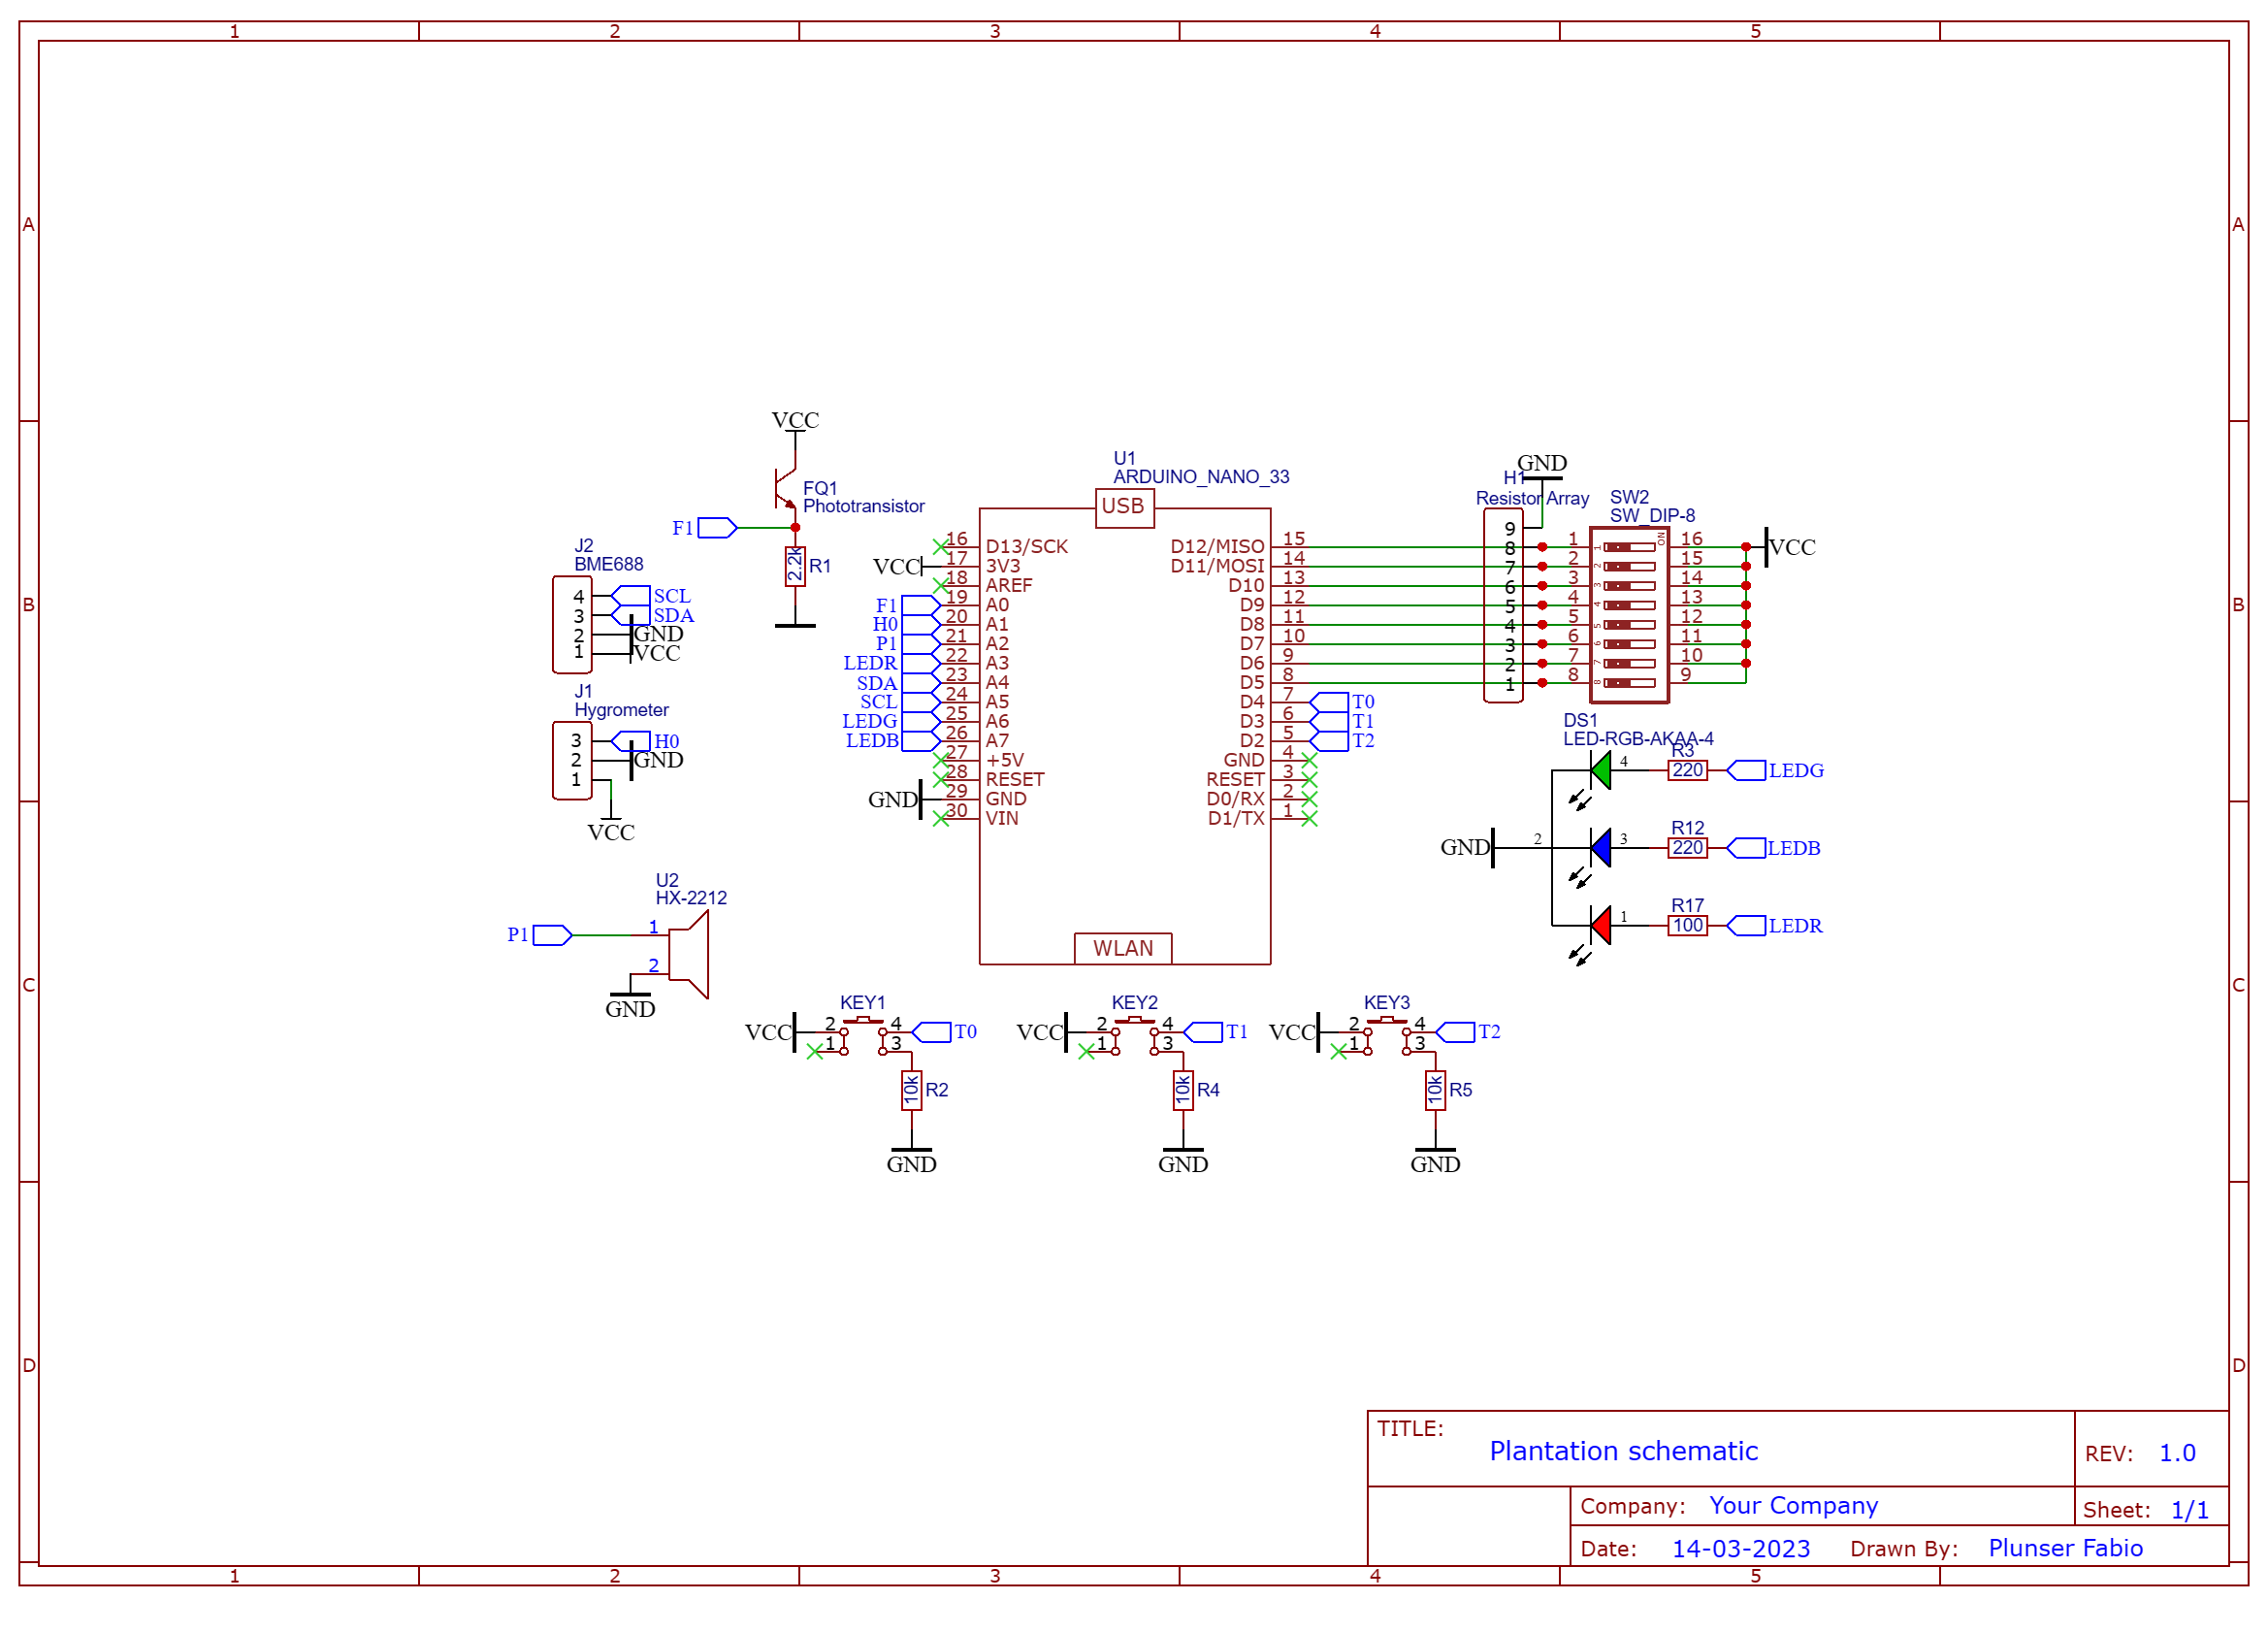 1 2 3 4 5
A
B
C
D
A
B
C
D
VCC
FQ1
Phototransistor
F1
2.2k
R1
J2
BME688
4 SCL
3 SDA
2 GND
1 VCC
J1
Hygrometer
3 H0
2 GND
1
VCC
U2
HX-2212
P1
1
2
GND
U1
ARDUINO_NANO_33
USB
16 D13/SCK
VCC 17 3V3
18 AREF
F1 19 A0
H0 20 A1
P1 21 A2
LEDR 22 A3
SDA 23 A4
SCL 24 A5
LEDG 25 A6
LEDB 26 A7
27 +5V
28 RESET
GND 29 GND
30 VIN
D12/MISO 15
D11/MOSI 14
D10 13
D9 12
D8 11
D7 10
D6 9
D5 8
D4 7 T0
D3 6 T1
D2 5 T2
GND 4
RESET 3
D0/RX 2
D1/TX 1
WLAN
GND
H1
Resistor Array
9
8
7
6
5
4
3
2
1
SW2
SW_DIP-8
ON
1 1 16 VCC
2 2 15
3 3 14
4 4 13
5 5 12
6 6 11
7 7 10
8 8 9
DS1
LED-RGB-AKAA-4
4 R3 220 LEDG
GND 2 3 R12 220 LEDB
1 R17 100 LEDR
KEY1
VCC 2 4 T0
1 3
10k R2
GND
KEY2
VCC 2 4 T1
1 3
10k R4
GND
KEY3
VCC 2 4 T2
1 3
10k R5
GND
TITLE:
Plantation schematic
REV: 1.0
Company: Your Company
Sheet: 1/1
Date: 14-03-2023 Drawn By: Plunser Fabio
1 2 3 4 5